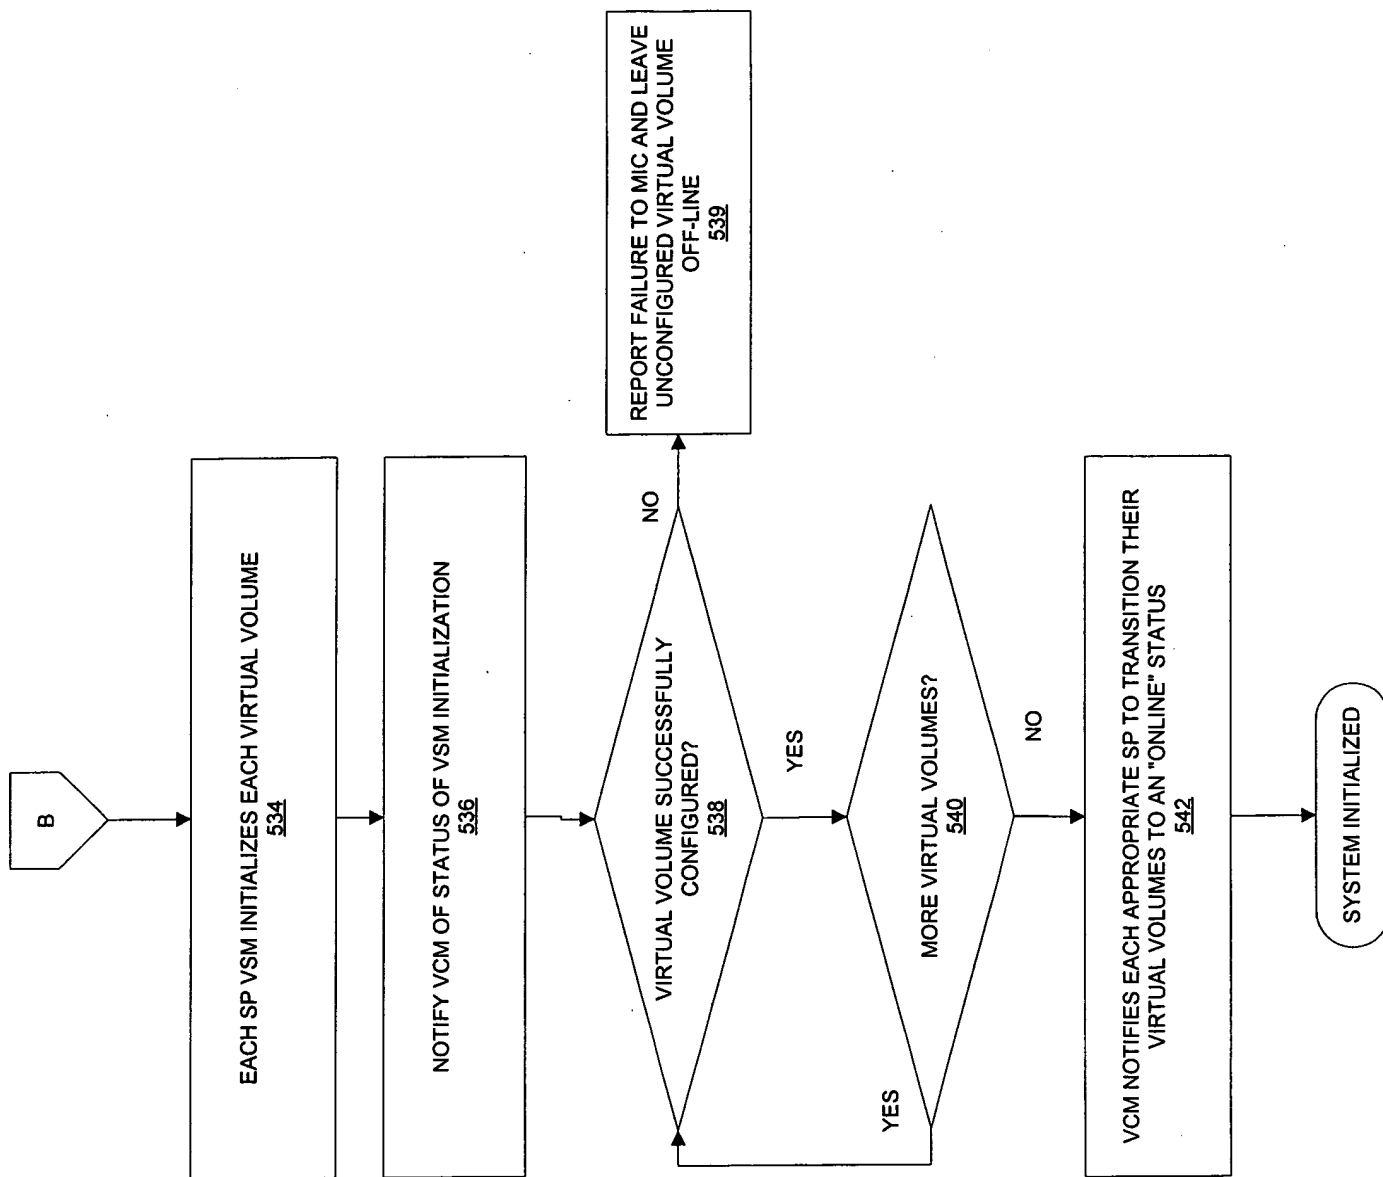 B
EACH SP VSM INITIALIZES EACH VIRTUAL VOLUME
534
NOTIFY VCM OF STATUS OF VSM INITIALIZATION
536
VIRTUAL VOLUME SUCCESSFULLY
CONFIGURED?
538
NO
REPORT FAILURE TO MIC AND LEAVE
UNCONFIGURED VIRTUAL VOLUME
OFF-LINE
539
YES
MORE VIRTUAL VOLUMES?
540
YES
NO
VCM NOTIFIES EACH APPROPRIATE SP TO TRANSITION THEIR
VIRTUAL VOLUMES TO AN "ONLINE" STATUS
542
SYSTEM INITIALIZED